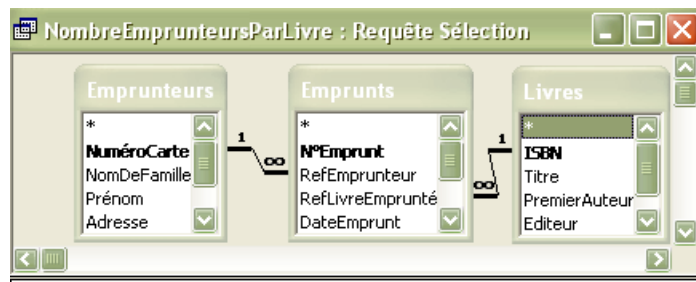 NombreEmprunteursParLivre : Requête Sélection
Emprunteurs
*
NuméroCarte
NomDeFamille
Prénom
Adresse
1
∞
Emprunts
*
N°Emprunt
RefEmprunteur
RefLivreEmprunté
DateEmprunt
1
∞
Livres
*
ISBN
Titre
PremierAuteur
Editeur